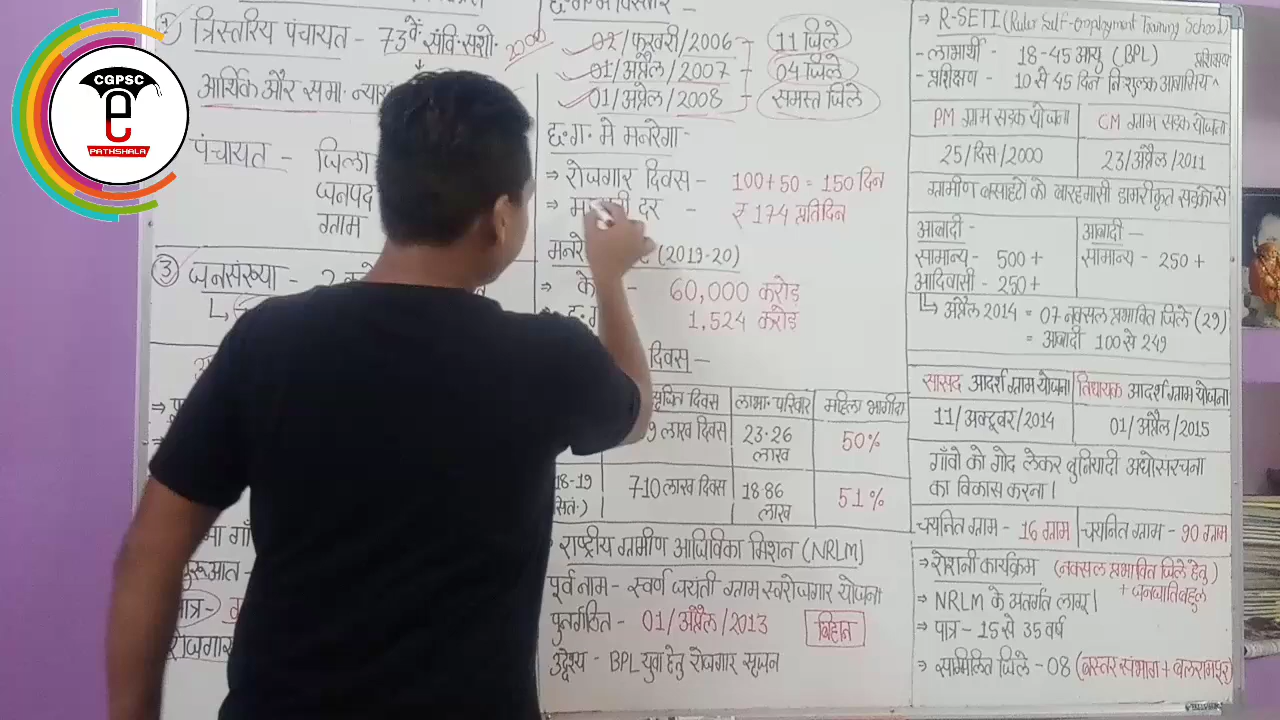 CGPSC
e
PATHSHALA
त्रिस्तरिय पंचायत - 73वें संवि. संशो.
आर्थिक और समा. न्याय
पंचायत - जिला
जनपद
ग्राम
③ जनसंख्या -
छ.ग. में विस्तार -
02/फरवरी/2006 11 जिले
01/अप्रैल/2007 04 जिले
01/अप्रैल/2008 समस्त जिले
छ.ग. मे मनरेगा-
⇒ रोजगार दिवस - 100+50 = 150 दिन
⇒ दर - ₹ 174 प्रतिदिन
(2019-20)
60,000 करोड़
1,524 करोड़
दिवस -
दिवस लाभा. परिवार महिला भागीदा
लाख दिवस 23.26 लाख 50%
18-19 710 लाख दिवस 18.86 लाख 51%
राष्ट्रीय ग्रामीण आजिविका मिशन (NRLM)
पूर्व नाम - स्वर्ण जयंती ग्राम स्वरोजगार योजना
पुनर्गठित - 01/अप्रैल/2013 बिहान
उद्देश्य - BPL युवा हेतु रोजगार सृजन
⇒ R-SETI (Ruler Self-employment Training Schools)
- लाभार्थी - 18-45 आयु (BPL) प्रशिक्षण
- प्रशिक्षण - 10 से 45 दिन निःशुल्क आवासिय ^
PM ग्राम सड़क योजना CM ग्राम सड़क योजना
25/दिस/2000 23/अप्रैल/2011
ग्रामीण बसाहटों को बारहमासी डामरीकृत सड़को से
आबादी - आबादी -
सामान्य - 500+ सामान्य - 250+
आदिवासी - 250+
↳ अप्रैल 2014 = 07 नक्सल प्रभावित जिले (29)
= आबादी 100 से 249
सासद आदर्श ग्राम योजना विधायक आदर्श ग्राम योजना
11/अक्टूबर/2014 01/अप्रैल/2015
गाँवो को गोद लेकर बुनियादी अधोसंरचना
का विकास करना।
चयनित ग्राम - 16 ग्राम चयनित ग्राम - 90 ग्राम
⇒ रोशनी कार्यक्रम (नक्सल प्रभावित जिले हेतु)
+ जनजातिबहुल
⇒ NRLM के अंतर्गत लागू।
⇒ पात्र - 15 से 35 वर्ष
⇒ सम्मिलित जिले - 08 (बस्तर संभाग + बलरामपुर)